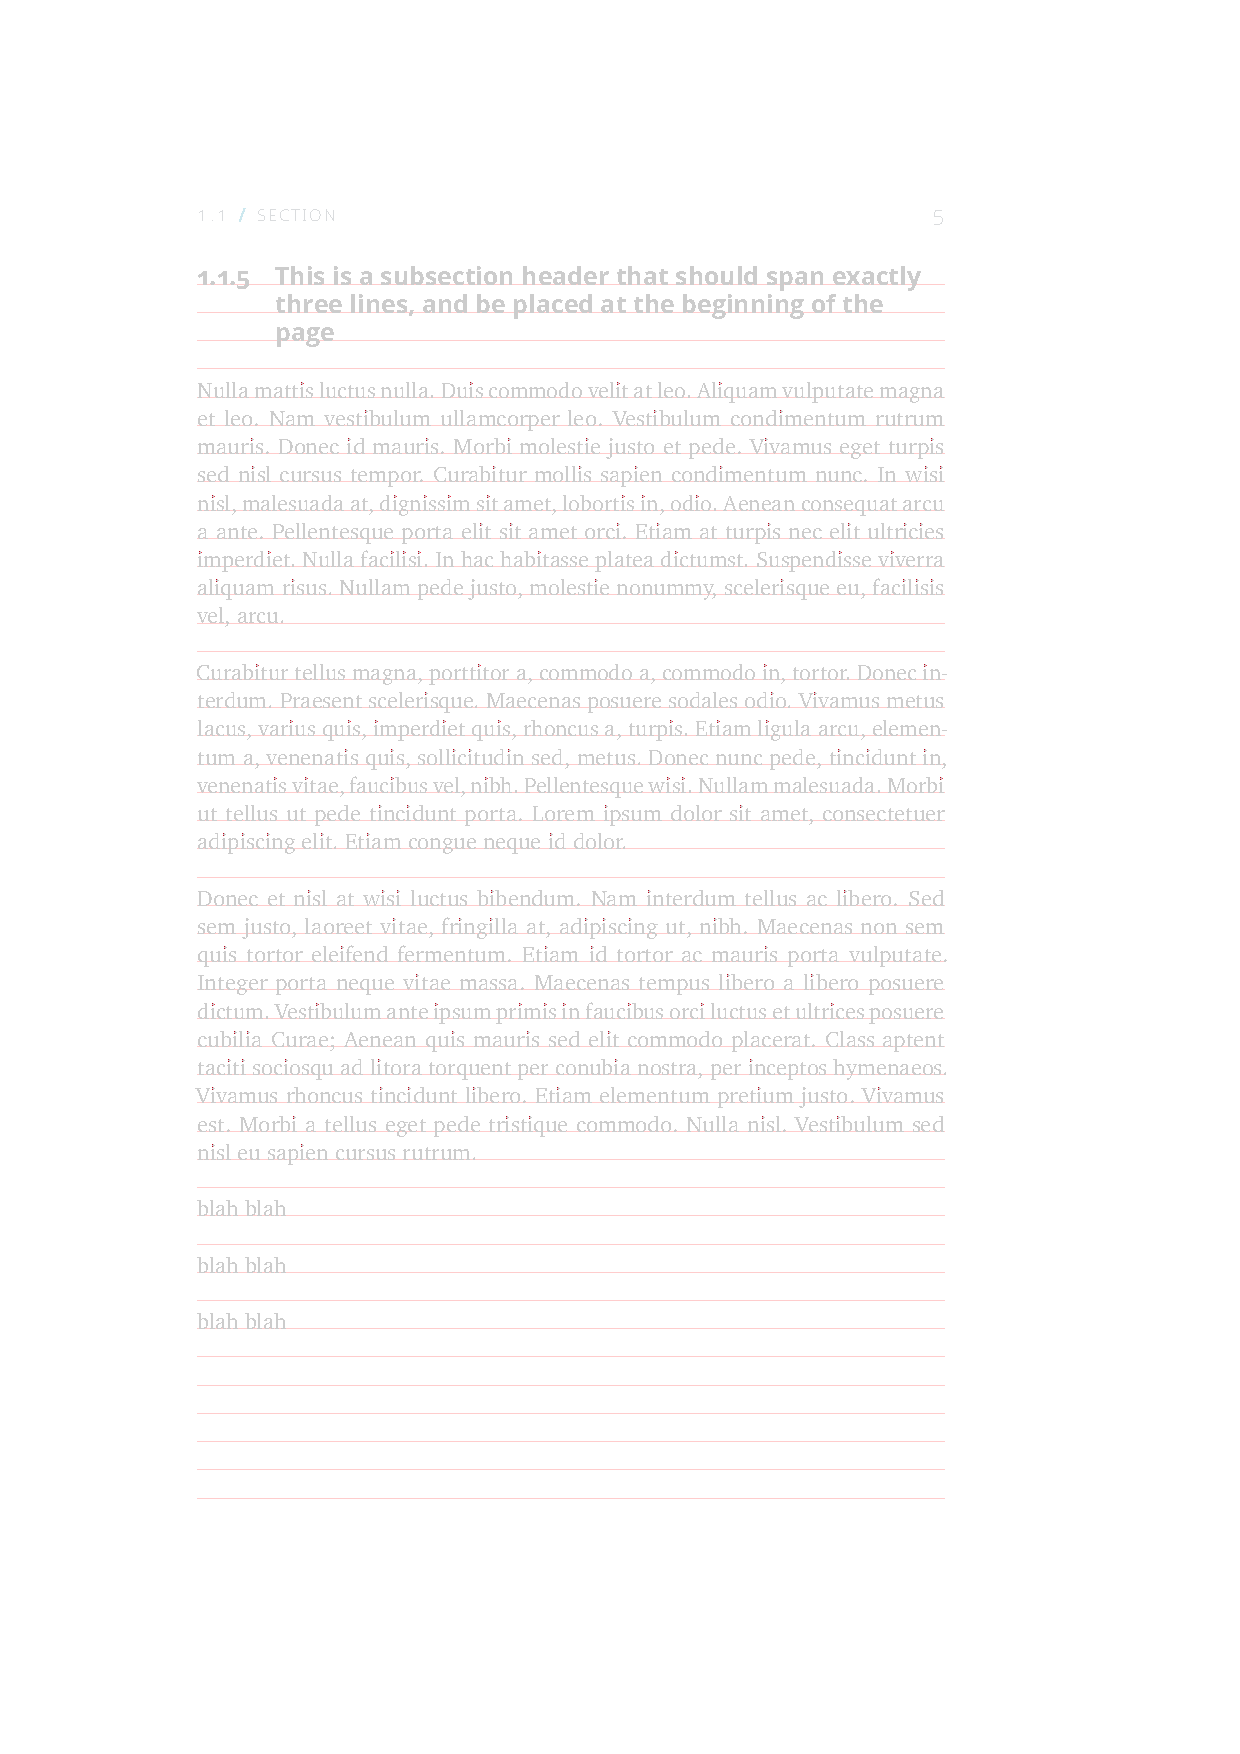 1.1 / SECTION 5
1.1.5 This is a subsection header that should span exactly
three lines, and be placed at the beginning of the
page
Nulla mattis luctus nulla. Duis commodo velit at leo. Aliquam vulputate magna
et leo. Nam vestibulum ullamcorper leo. Vestibulum condimentum rutrum
mauris. Donec id mauris. Morbi molestie justo et pede. Vivamus eget turpis
sed nisl cursus tempor. Curabitur mollis sapien condimentum nunc. In wisi
nisl, malesuada at, dignissim sit amet, lobortis in, odio. Aenean consequat arcu
a ante. Pellentesque porta elit sit amet orci. Etiam at turpis nec elit ultricies
imperdiet. Nulla facilisi. In hac habitasse platea dictumst. Suspendisse viverra
aliquam risus. Nullam pede justo, molestie nonummy, scelerisque eu, facilisis
vel, arcu.
Curabitur tellus magna, porttitor a, commodo a, commodo in, tortor. Donec in-
terdum. Praesent scelerisque. Maecenas posuere sodales odio. Vivamus metus
lacus, varius quis, imperdiet quis, rhoncus a, turpis. Etiam ligula arcu, elemen-
tum a, venenatis quis, sollicitudin sed, metus. Donec nunc pede, tincidunt in,
venenatis vitae, faucibus vel, nibh. Pellentesque wisi. Nullam malesuada. Morbi
ut tellus ut pede tincidunt porta. Lorem ipsum dolor sit amet, consectetuer
adipiscing elit. Etiam congue neque id dolor.
Donec et nisl at wisi luctus bibendum. Nam interdum tellus ac libero. Sed
sem justo, laoreet vitae, fringilla at, adipiscing ut, nibh. Maecenas non sem
quis tortor eleifend fermentum. Etiam id tortor ac mauris porta vulputate.
Integer porta neque vitae massa. Maecenas tempus libero a libero posuere
dictum. Vestibulum ante ipsum primis in faucibus orci luctus et ultrices posuere
cubilia Curae; Aenean quis mauris sed elit commodo placerat. Class aptent
taciti sociosqu ad litora torquent per conubia nostra, per inceptos hymenaeos.
Vivamus rhoncus tincidunt libero. Etiam elementum pretium justo. Vivamus
est. Morbi a tellus eget pede tristique commodo. Nulla nisl. Vestibulum sed
nisl eu sapien cursus rutrum.
blah blah
blah blah
blah blah